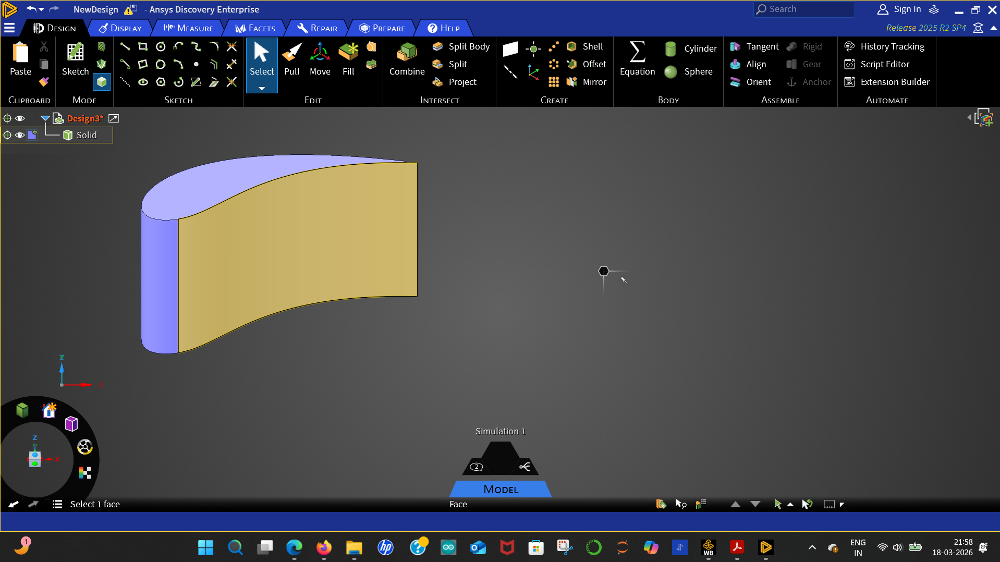 NewDesign - Ansys Discovery Enterprise
Search
Sign In
DESIGN DISPLAY MEASURE FACETS REPAIR PREPARE HELP
Release 2025 R2 SP4
Paste
CLIPBOARD
Sketch
MODE
SKETCH
Select Pull Move Fill
EDIT
Combine
Split Body
Split
Project
INTERSECT
Shell
Offset
Mirror
CREATE
Equation
Cylinder
Sphere
BODY
Tangent
Align
Orient
Rigid
Gear
Anchor
ASSEMBLE
History Tracking
Script Editor
Extension Builder
AUTOMATE
Design3*
Solid
Z
X
Z
Y
X
Simulation 1
2
MODEL
Select 1 face
Face
1
hp
WB
ENG
IN
21:58
18-03-2026